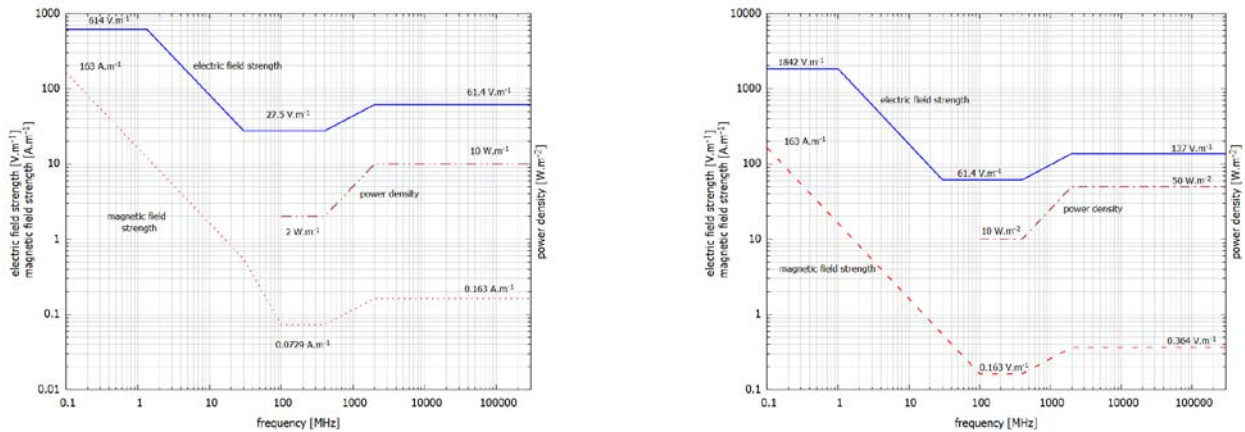 1000
614 V.m-1
163 A.m-1
electric field strength
100
27.5 V.m-1
61.4 V.m-1
10
10 W.m-2
power density
magnetic field
strength
2 W.m-1
1
0.163 A.m-1
0.1
0.0729 A.m-1
0.01
0.1 1 10 100 1000 10000 100000
frequency [MHz]
electric field strength [V.m-1]
magnetic field strength [A.m-1]
power density [W.m-2]
10000
1842 V.m-1
1000
electric field strength
163 A.m-1
137 V.m-1
100
61.4 V.m-1
50 W.m-2
power density
10 W.m-2
10
magnetic field strength
1
0.364 V.m-1
0.163 V.m-1
0.1
0.1 1 10 100 1000 10000 100000
frequency [MHz]
electric field strength [V.m-1]
magnetic field strength [A.m-1]
power density [W.m-2]